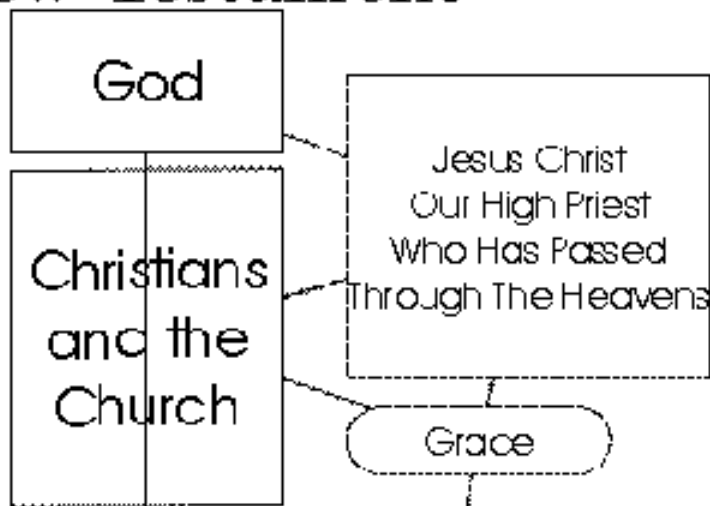 God
Jesus Christ
Our High Priest
Who Has Passed
Through The Heavens
Christians
and the
Church
Grace